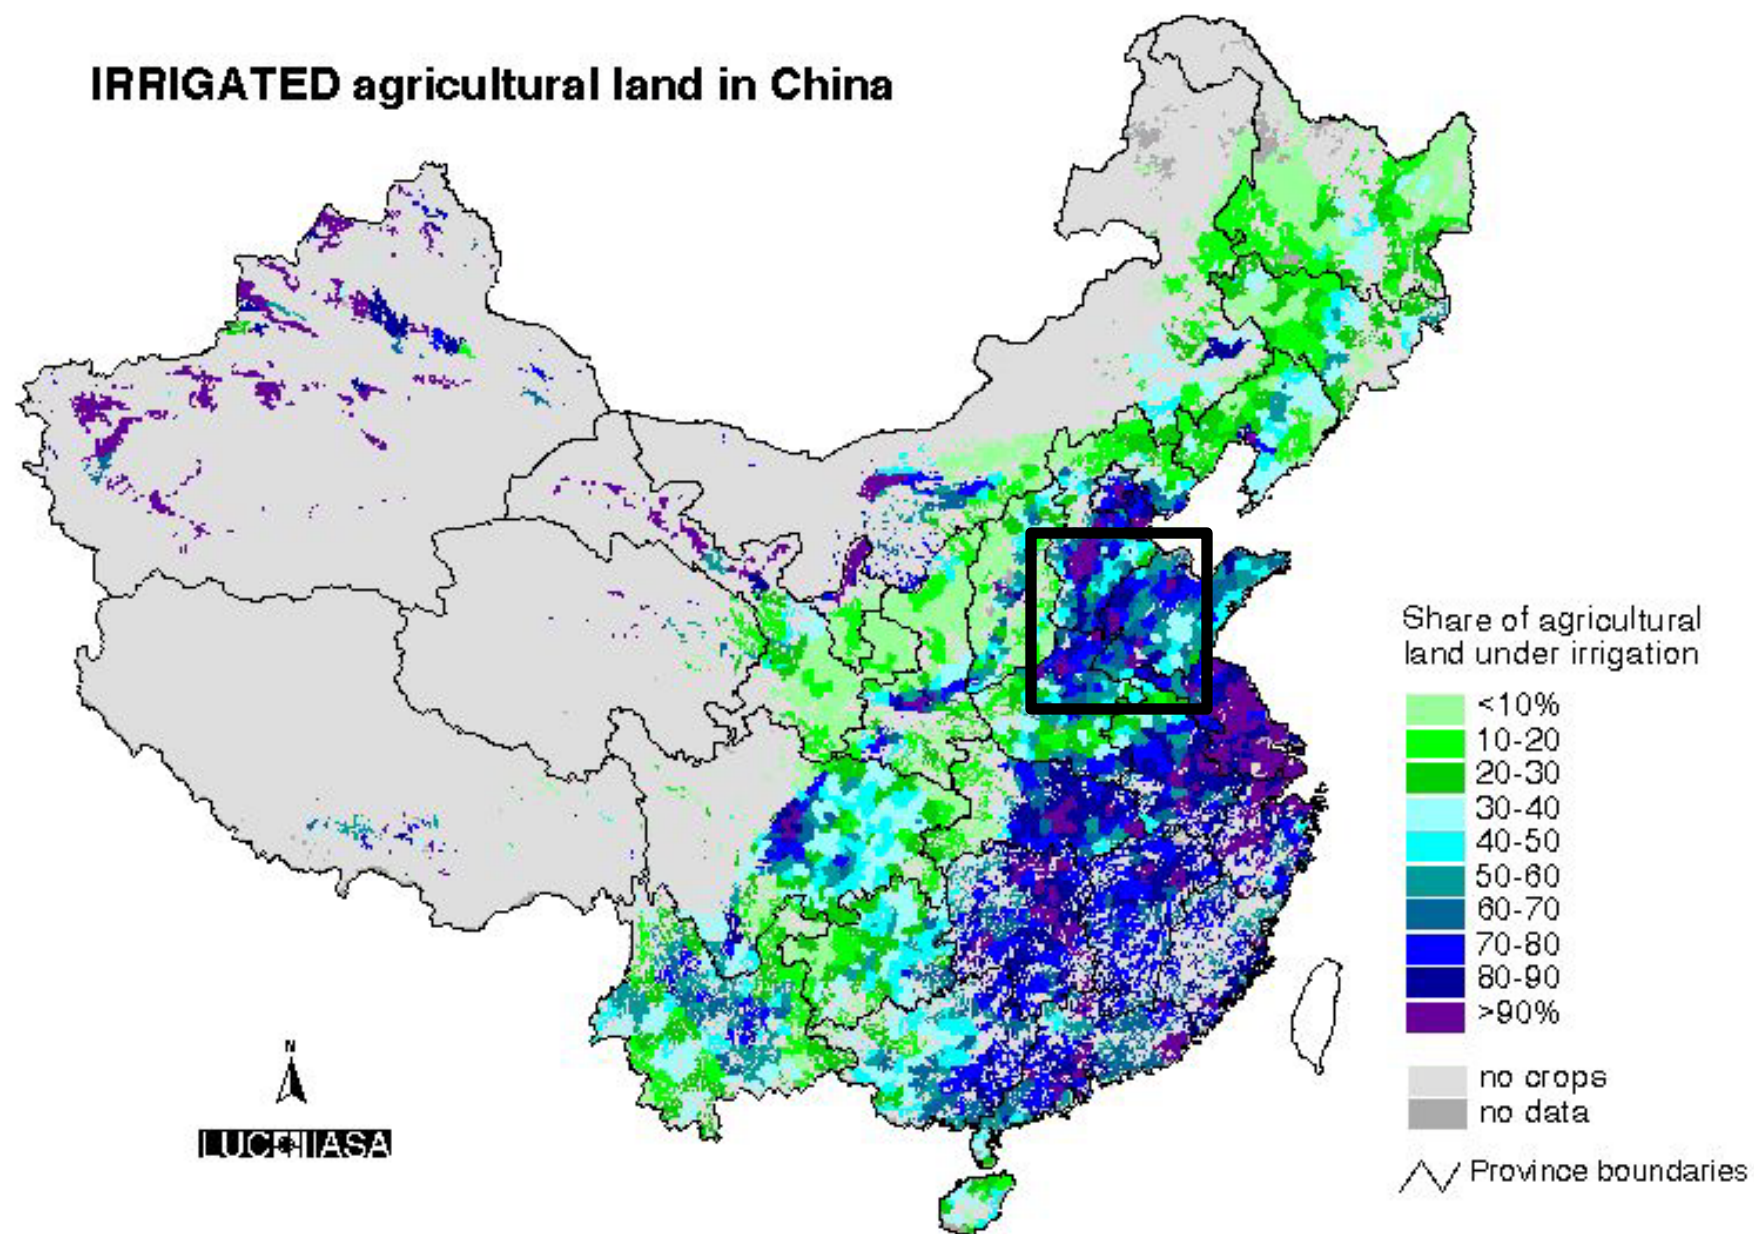 IRRIGATED agricultural land in China
Share of agricultural
land under irrigation
<10%
10-20
20-30
30-40
40-50
50-60
60-70
70-80
80-90
>90%
no crops
no data
Province boundaries
N
LUC IIASA